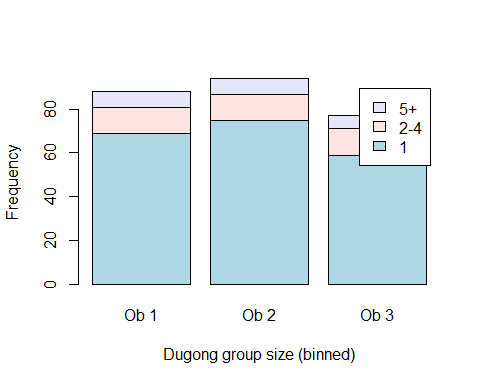 5+
2-4
1
80
60
40
20
0
Frequency
Ob 1
Ob 2
Ob 3
Dugong group size (binned)